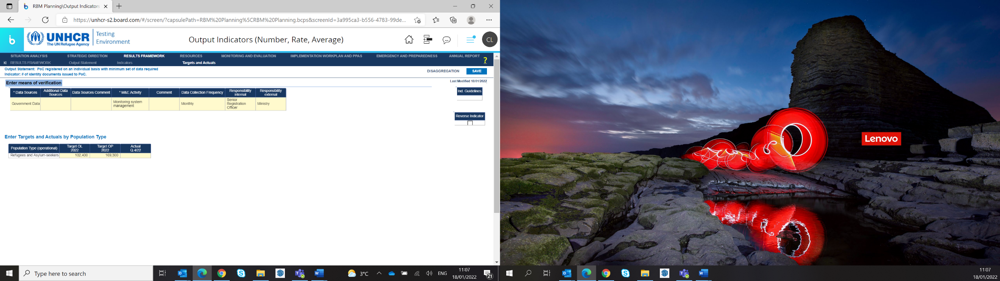 RBM Planning\Output Indicators
https://unhcr-s2.board.com/#/screen/?capsulePath=RBM%20Planning%5CRBM%20Planning.bcps&screenId=3a995ca3-b556-4783-99de...
b
UNHCR
The UN Refugee Agency
Testing
Environment
Output Indicators (Number, Rate, Average)
CL
SITUATION ANALYSIS STRATEGIC DIRECTION RESULTS FRAMEWORK RESOURCES MONITORING AND EVALUATION IMPLEMENTATION WORKPLAN AND PPAS EMERGENCY AND PREPAREDNESS ANNUAL REPORT ?
RESULTS FRAMEWORK Output Statement Indicators Targets and Actuals
Output Statement: PoC registered on an individual basis with minimum set of data required
Indicator: # of identity documents issued to PoC.
DISAGGREGATION SAVE
Enter means of verification
Last Modified 18/01/2022
* Data Sources Additional Data Sources Data Sources Comment * M&E Activity Comment Data Collection Frequency Responsibility internal Responsibility external
Government Data Monitoring system management Monthly Senior Registration Officer Ministry
Ind. Guidelines
Reverse Indicator
Enter Targets and Actuals by Population Type
Population Type (operational) Target OL 2022 Target OP 2022 Actual Q.4/22
Refugees and Asylum-seekers 102,400 169,300
Lenovo
Type here to search
3°C
ENG
11:07
18/01/2022
21
11:07
18/01/2022